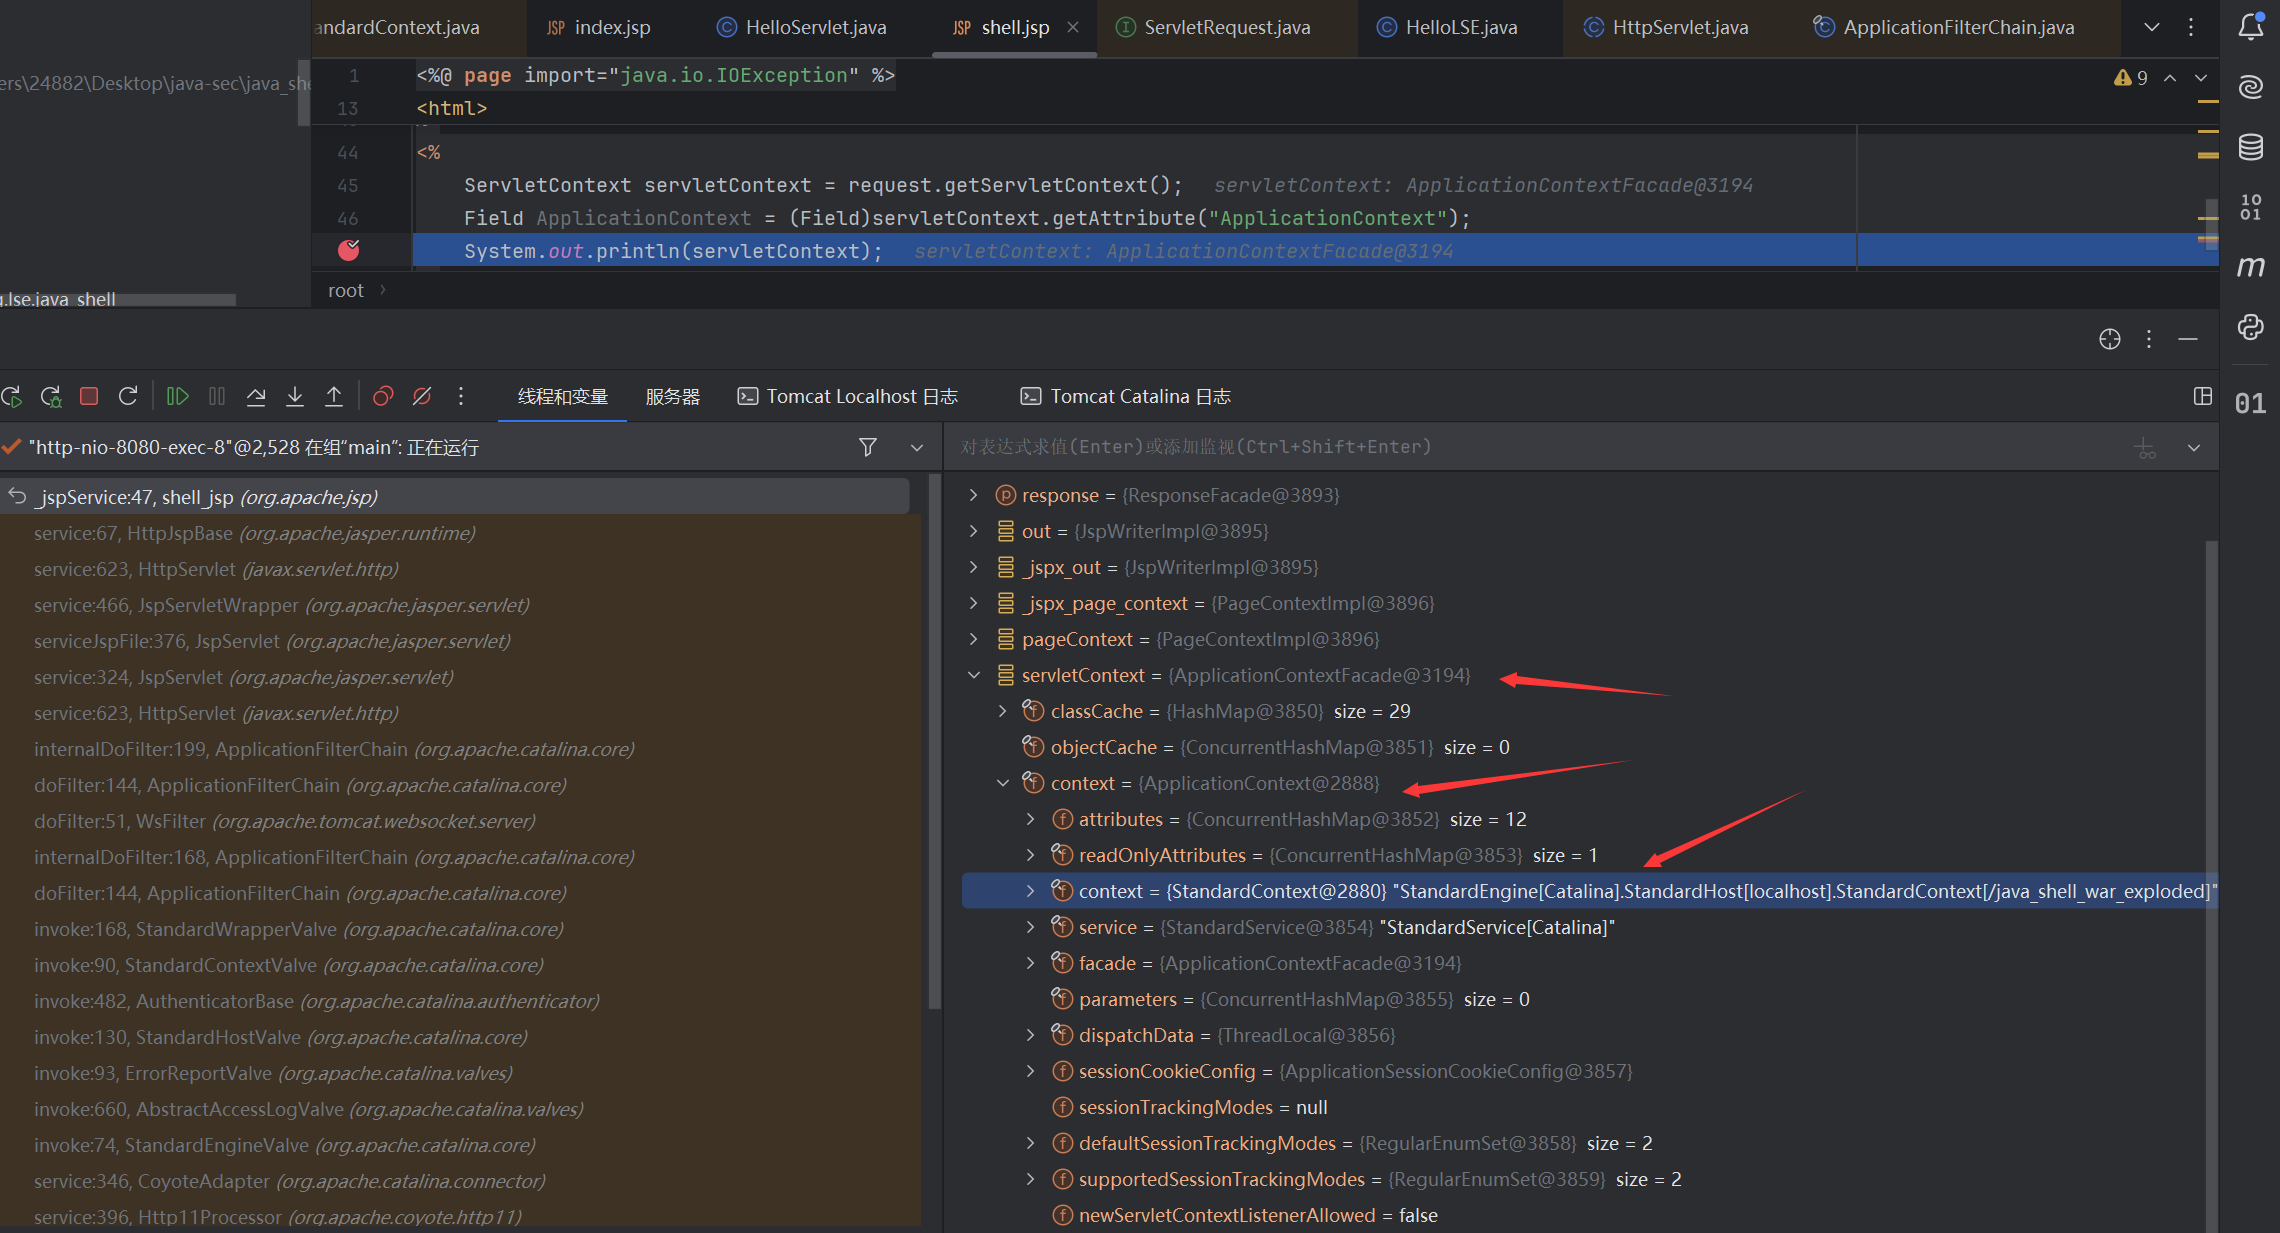 andardContext.java
index.jsp
HelloServlet.java
shell.jsp
ServletRequest.java
HelloLSE.java
HttpServlet.java
ApplicationFilterChain.java
ers\24882\Desktop\java-sec\java_she
g.lse.java_shell
1 <%@ page import="java.io.IOException" %>
9
13 <html>
44 <%
45 ServletContext servletContext = request.getServletContext(); servletContext: ApplicationContextFacade@3194
46 Field ApplicationContext = (Field)servletContext.getAttribute("ApplicationContext");
System.out.println(servletContext); servletContext: ApplicationContextFacade@3194
root
线程和变量
服务器
Tomcat Localhost 日志
Tomcat Catalina 日志
"http-nio-8080-exec-8"@2,528 在组“main”: 正在运行
_jspService:47, shell_jsp (org.apache.jsp)
service:67, HttpJspBase (org.apache.jasper.runtime)
service:623, HttpServlet (javax.servlet.http)
service:466, JspServletWrapper (org.apache.jasper.servlet)
serviceJspFile:376, JspServlet (org.apache.jasper.servlet)
service:324, JspServlet (org.apache.jasper.servlet)
service:623, HttpServlet (javax.servlet.http)
internalDoFilter:199, ApplicationFilterChain (org.apache.catalina.core)
doFilter:144, ApplicationFilterChain (org.apache.catalina.core)
doFilter:51, WsFilter (org.apache.tomcat.websocket.server)
internalDoFilter:168, ApplicationFilterChain (org.apache.catalina.core)
doFilter:144, ApplicationFilterChain (org.apache.catalina.core)
invoke:168, StandardWrapperValve (org.apache.catalina.core)
invoke:90, StandardContextValve (org.apache.catalina.core)
invoke:482, AuthenticatorBase (org.apache.catalina.authenticator)
invoke:130, StandardHostValve (org.apache.catalina.core)
invoke:93, ErrorReportValve (org.apache.catalina.valves)
invoke:660, AbstractAccessLogValve (org.apache.catalina.valves)
invoke:74, StandardEngineValve (org.apache.catalina.core)
service:346, CoyoteAdapter (org.apache.catalina.connector)
service:396, Http11Processor (org.apache.coyote.http11)
对表达式求值(Enter)或添加监视(Ctrl+Shift+Enter)
response = {ResponseFacade@3893}
out = {JspWriterImpl@3895}
_jspx_out = {JspWriterImpl@3895}
_jspx_page_context = {PageContextImpl@3896}
pageContext = {PageContextImpl@3896}
servletContext = {ApplicationContextFacade@3194}
classCache = {HashMap@3850} size = 29
objectCache = {ConcurrentHashMap@3851} size = 0
context = {ApplicationContext@2888}
attributes = {ConcurrentHashMap@3852} size = 12
readOnlyAttributes = {ConcurrentHashMap@3853} size = 1
context = {StandardContext@2880} "StandardEngine[Catalina].StandardHost[localhost].StandardContext[/java_shell_war_exploded]"
service = {StandardService@3854} "StandardService[Catalina]"
facade = {ApplicationContextFacade@3194}
parameters = {ConcurrentHashMap@3855} size = 0
dispatchData = {ThreadLocal@3856}
sessionCookieConfig = {ApplicationSessionCookieConfig@3857}
sessionTrackingModes = null
defaultSessionTrackingModes = {RegularEnumSet@3858} size = 2
supportedSessionTrackingModes = {RegularEnumSet@3859} size = 2
newServletContextListenerAllowed = false
10
01
m
01